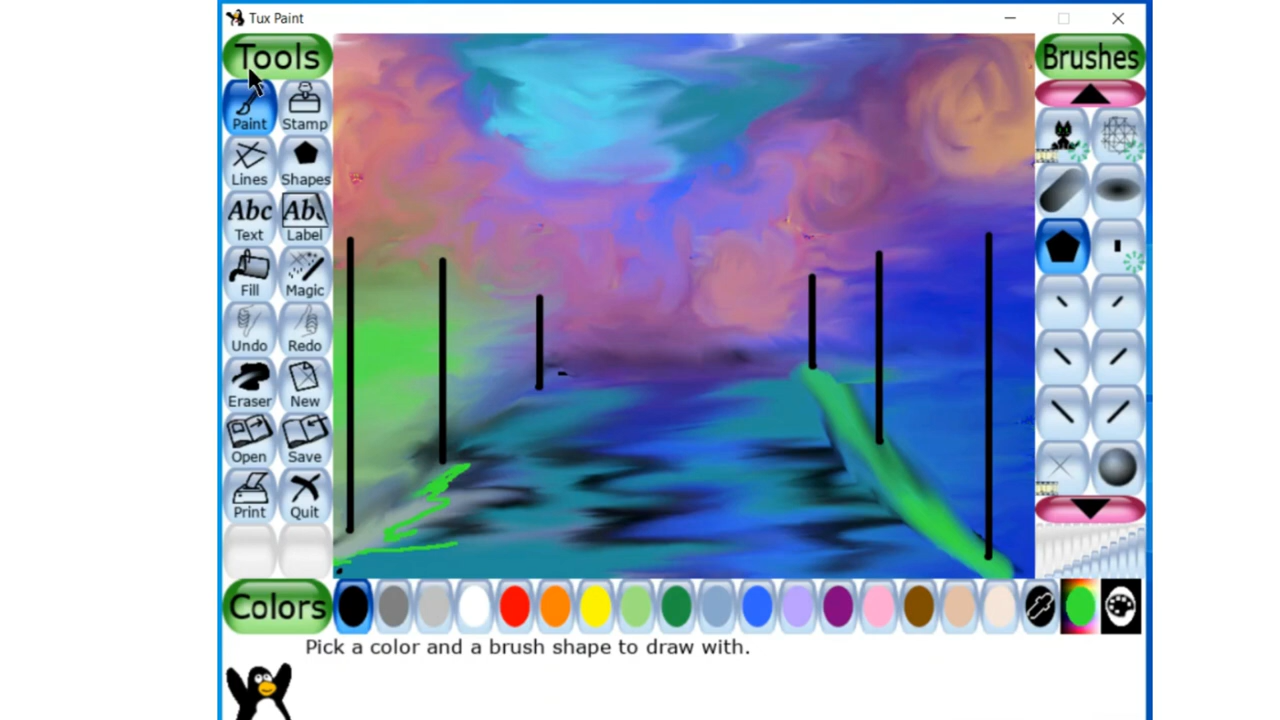 Tux Paint
Tools
Brushes
Paint
Stamp
Lines
Shapes
Abc
Abc
Text
Label
Fill
Magic
Undo
Redo
Eraser
New
Open
Save
Print
Quit
Colors
Pick a color and a brush shape to draw with.